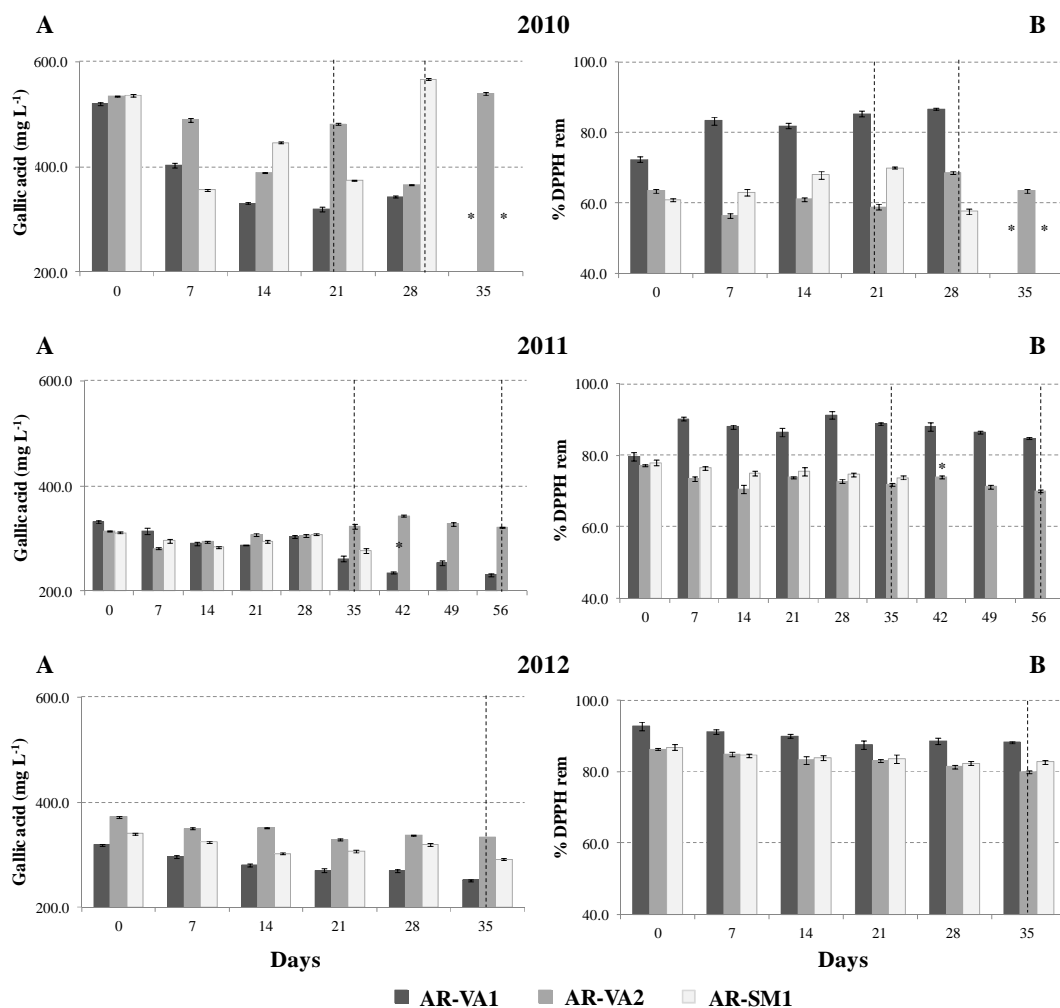 A 2010 B
600.0
400.0
200.0
Gallic acid (mg L-1)
* *
0 7 14 21 28 35
100.0
80.0
60.0
40.0
% DPPH rem
* *
0 7 14 21 28 35
A 2011 B
600.0
400.0
200.0
Gallic acid (mg L-1)
*
0 7 14 21 28 35 42 49 56
100.0
80.0
60.0
40.0
% DPPH rem
*
0 7 14 21 28 35 42 49 56
A 2012 B
600.0
400.0
200.0
Gallic acid (mg L-1)
0 7 14 21 28 35
Days
100.0
80.0
60.0
40.0
% DPPH rem
0 7 14 21 28 35
Days
AR-VA1 AR-VA2 AR-SM1